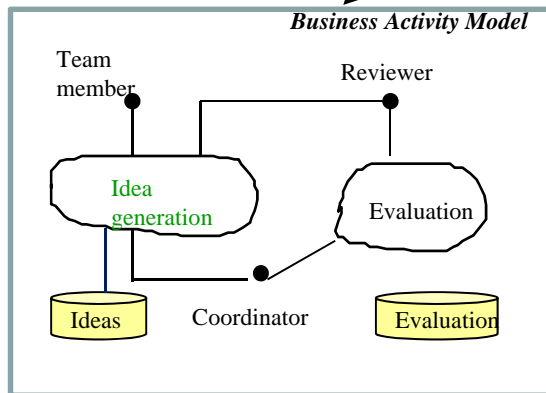 Business Activity Model
Team
member
Reviewer
Idea
generation
Evaluation
Ideas
Coordinator
Evaluation